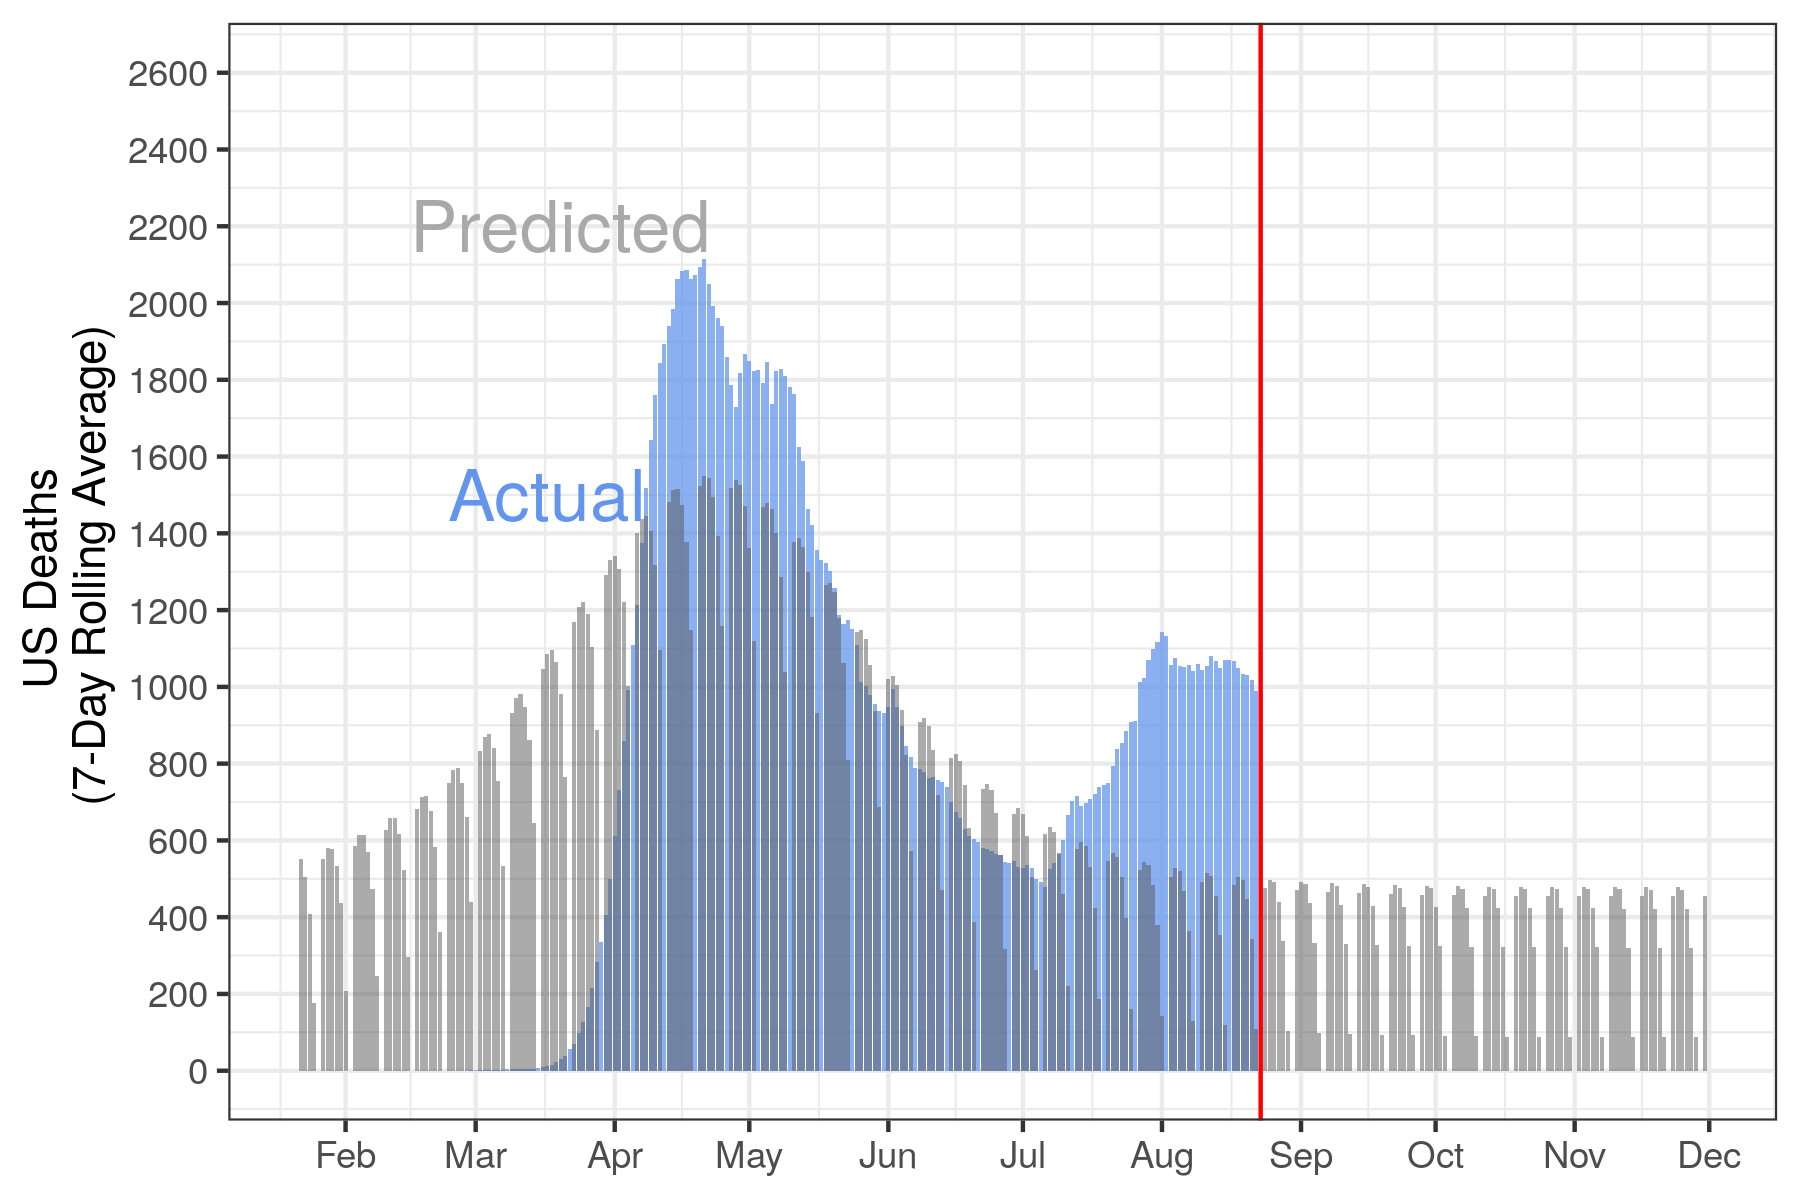 US Deaths
(7-Day Rolling Average)
2600
2400
2200
2000
1800
1600
1400
1200
1000
800
600
400
200
0
Predicted
Actual
Feb Mar Apr May Jun Jul Aug Sep Oct Nov Dec